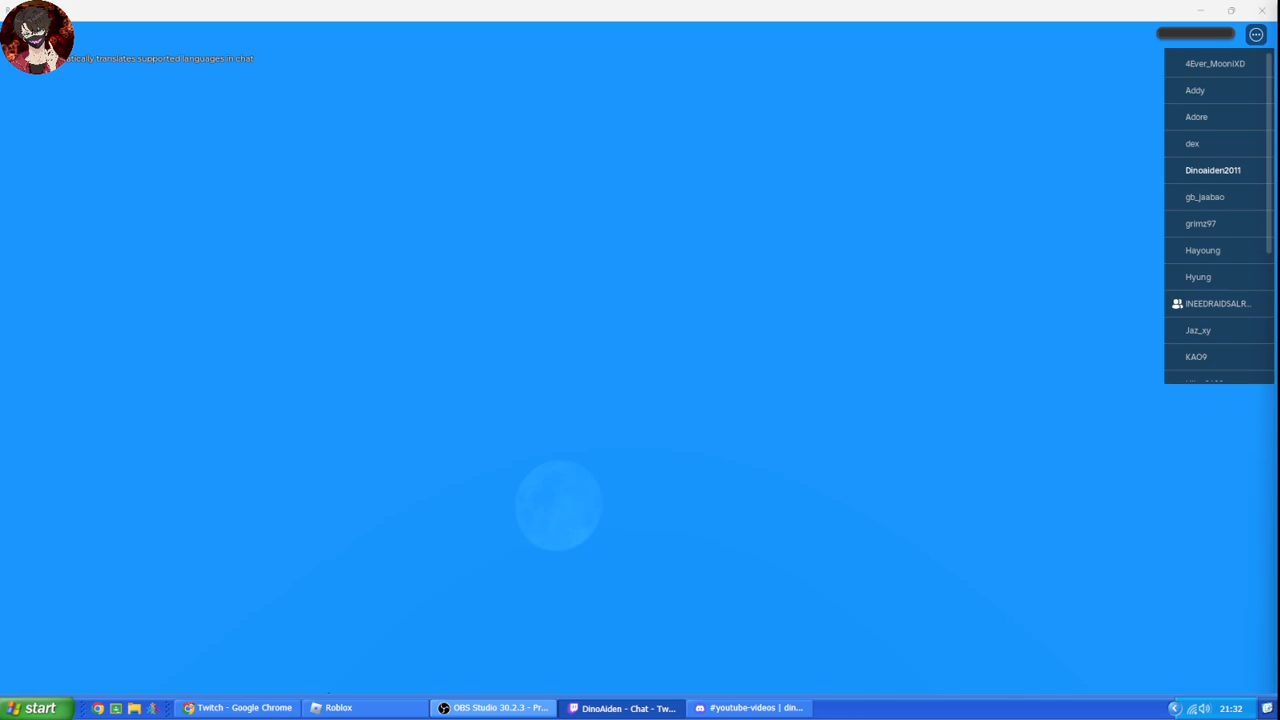 atically translates supported languages in chat
4Ever_MoonIXD
Addy
Adore
dex
Dinoaiden2011
gb_jaabao
grimz97
Hayoung
Hyung
INEEDRAIDSALR...
Jaz_xy
KAO9
start
Twitch - Google Chrome
Roblox
OBS Studio 30.2.3 - Pr...
DinoAiden - Chat - Tw...
#youtube-videos | din...
21:32